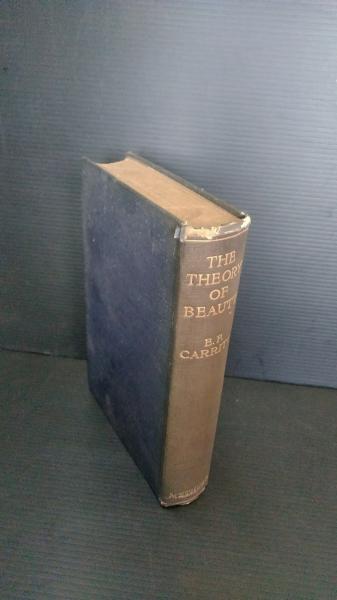 THE
THEORY
OF
BEAUTY
E. F.
CARRITT